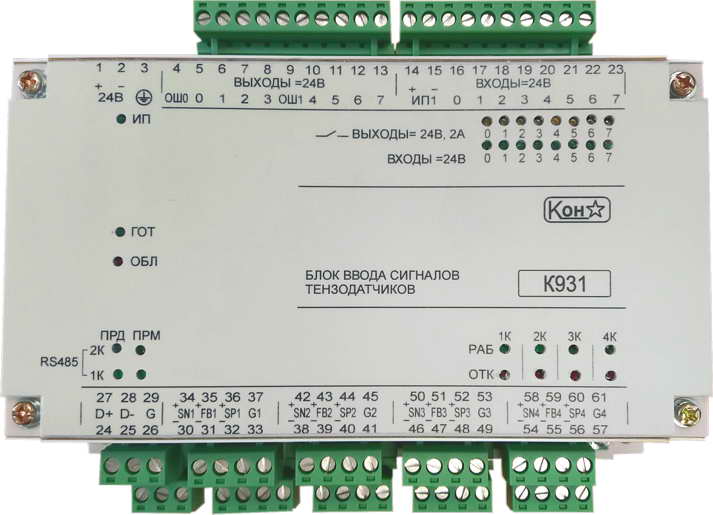 1 2 3 4 5 6 7 8 9 10 11 12 13 14 15 16 17 18 19 20 21 22 23
+ − ВЫХОДЫ =24В + − ВХОДЫ=24В
24В ОШ0 0 1 2 3 ОШ1 4 5 6 7 ИП1 0 1 2 3 4 5 6 7
ИП
ВЫХОДЫ= 24В, 2А
0 1 2 3 4 5 6 7
ВХОДЫ =24В 0 1 2 3 4 5 6 7
Кон
ГОТ
ОБЛ
БЛОК ВВОДА СИГНАЛОВ
ТЕНЗОДАТЧИКОВ
К931
ПРД ПРМ
1К 2К 3К 4К
2К
РАБ
RS485
1К
ОТК
27 28 29 34 35 36 37 42 43 44 45 50 51 52 53 58 59 60 61
D+ D- G +SN1− +FB1− +SP1− G1 +SN2− +FB2− +SP2− G2 +SN3− +FB3− +SP3− G3 +SN4− +FB4− +SP4− G4
24 25 26 30 31 32 33 38 39 40 41 46 47 48 49 54 55 56 57